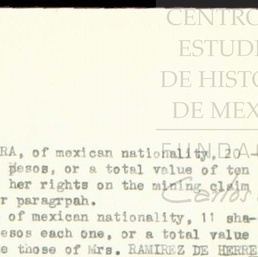 CENTRO
ESTUDI
DE HISTO
DE MEX
FUNDA
Carlos
RA, of mexican nationality, 20 -
pesos, or a total value of ten
her rights on the mining claim
r paragrpah.
of mexican nationality, 11 sha-
esos each one, or a total value
e those of Mrs. RAMIREZ DE HERRE